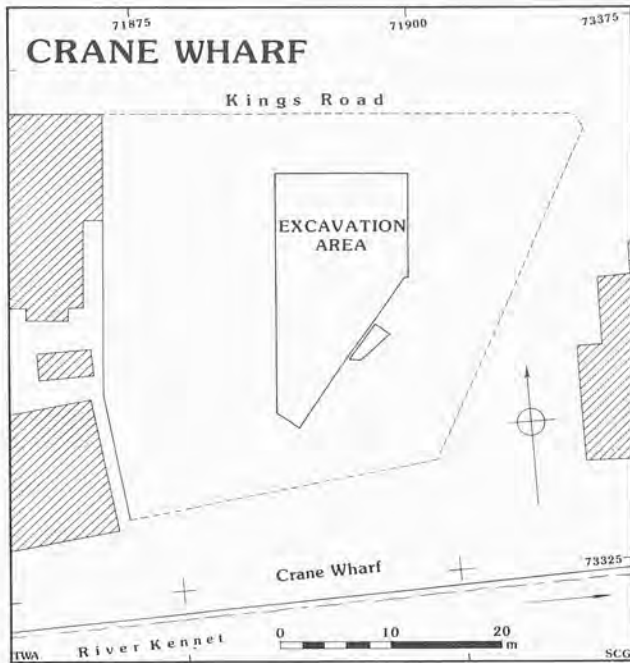 71875
71900
73375
CRANE WHARF
Kings Road
EXCAVATION
AREA
73325
Crane Wharf
River Kennet
0 10 20
m
TWA
SCG